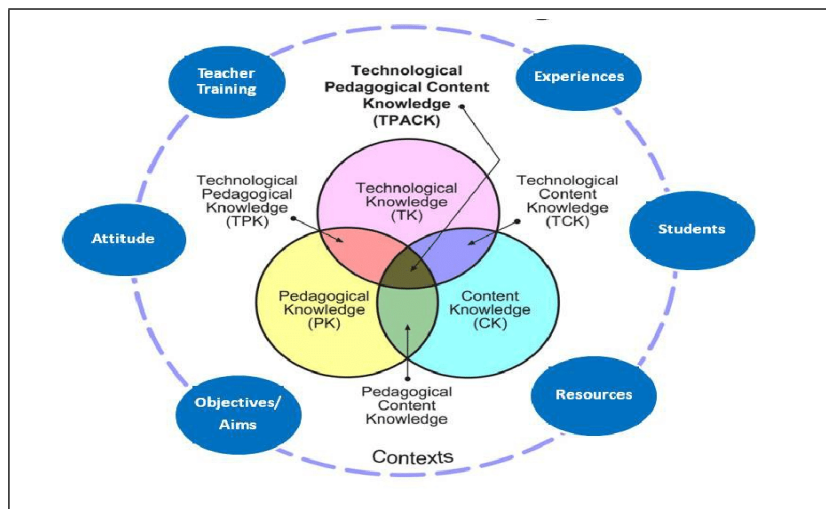 Teacher
Training
Experiences
Technological
Pedagogical Content
Knowledge
(TPACK)
Technological
Pedagogical
Knowledge
(TPK)
Technological
Knowledge
(TK)
Technological
Content
Knowledge
(TCK)
Attitude
Students
Pedagogical
Knowledge
(PK)
Content
Knowledge
(CK)
Objectives/
Aims
Pedagogical
Content
Knowledge
Resources
Contexts